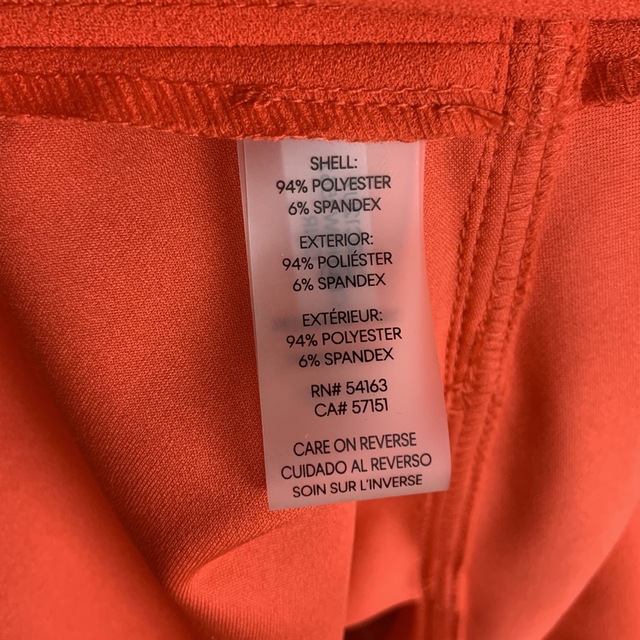 SHELL:
94% POLYESTER
6% SPANDEX
EXTERIOR:
94% POLIÉSTER
6% SPANDEX
EXTÉRIEUR:
94% POLYESTER
6% SPANDEX
RN# 54163
CA# 57151
CARE ON REVERSE
CUIDADO AL REVERSO
SOIN SUR L'INVERSE